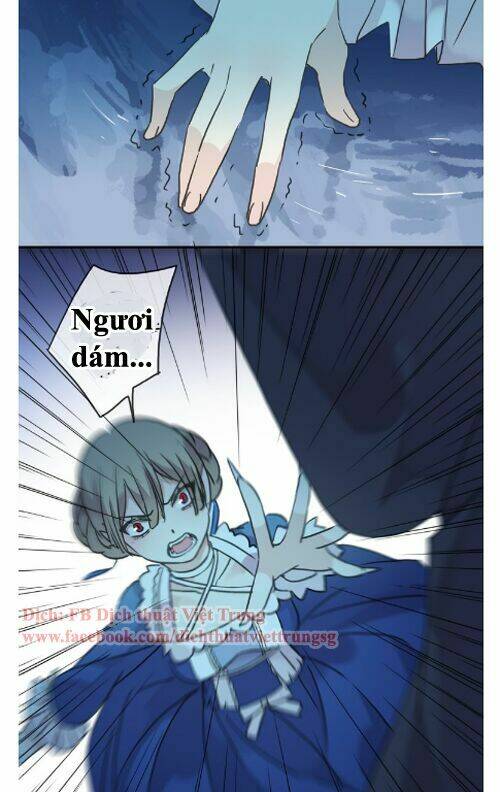 Ngươi
dám...
Dịch: FB Dịch thuật Việt Trung
www.facebook.com/dichthuatviettrungsg